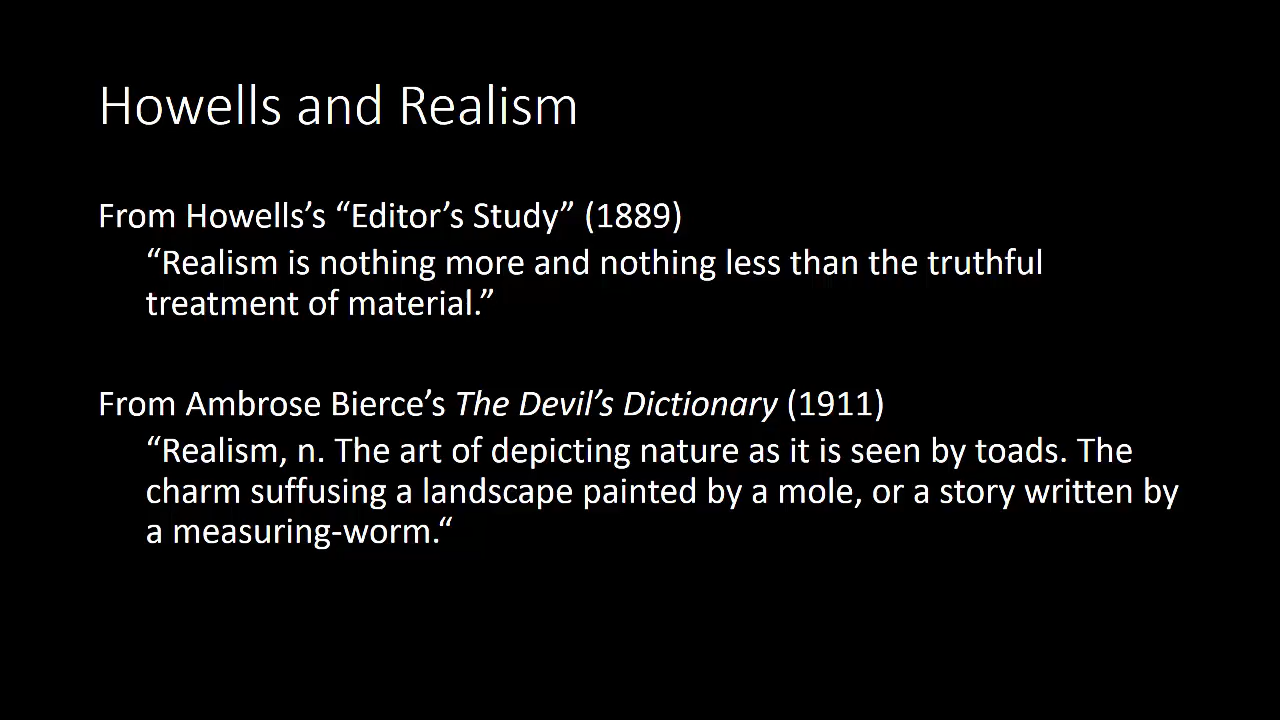 Howells and Realism
From Howells’s “Editor’s Study” (1889)
“Realism is nothing more and nothing less than the truthful
treatment of material.”
From Ambrose Bierce’s The Devil’s Dictionary (1911)
“Realism, n. The art of depicting nature as it is seen by toads. The
charm suffusing a landscape painted by a mole, or a story written by
a measuring-worm.“